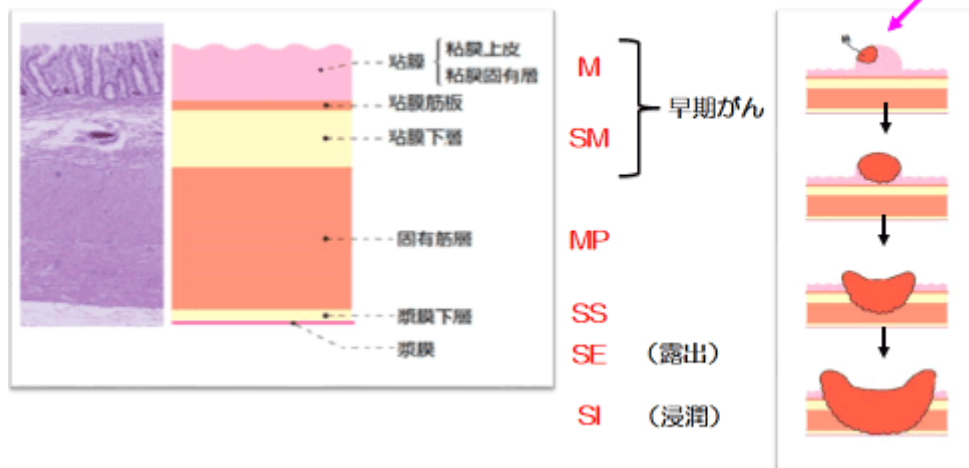 粘膜
粘膜上皮
粘膜固有層
粘膜筋板
粘膜下層
固有筋層
漿膜下層
漿膜
M
SM
早期がん
MP
SS
SE (露出)
SI (浸潤)